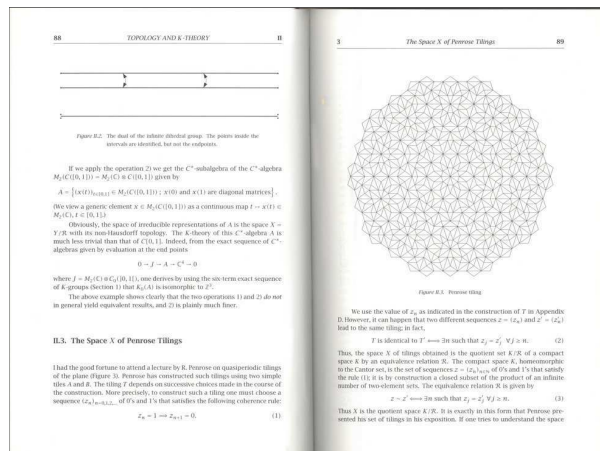 88 TOPOLOGY AND K-THEORY II
Figure II.2. The dual of the infinite dihedral group. The points inside the
intervals are identified, but not the endpoints.
If we apply the operation 2) we get the C*-subalgebra of the C*-algebra
M₂(C([0,1])) = M₂(ℂ) ⊗ C([0,1]) given by
A = {(x(t))t∈[0,1] ∈ M₂(C([0,1])) ; x(0) and x(1) are diagonal matrices} .
(We view a generic element x ∈ M₂(C([0,1])) as a continuous map t → x(t) ∈
M₂(ℂ), t ∈ [0,1].)
Obviously, the space of irreducible representations of A is the space X =
Y/R with its non-Hausdorff topology. The K-theory of this C*-algebra A is
much less trivial than that of C[0,1]. Indeed, from the exact sequence of C*-
algebras given by evaluation at the end points
0 → J → A → ℂ⁴ → 0
where J = M₂(ℂ) ⊗ C₀(]0,1[), one derives by using the six-term exact sequence
of K-groups (Section 1) that K₀(A) is isomorphic to ℤ³.
The above example shows clearly that the two operations 1) and 2) do not
in general yield equivalent results, and 2) is plainly much finer.
II.3. The Space X of Penrose Tilings
I had the good fortune to attend a lecture by R. Penrose on quasiperiodic tilings
of the plane (Figure 3). Penrose has constructed such tilings using two simple
tiles A and B. The tiling T depends on successive choices made in the course of
the construction. More precisely, to construct such a tiling one must choose a
sequence (zₙ)ₙ₌₀,₁,₂,... of 0's and 1's that satisfies the following coherence rule:
zₙ = 1 ⟹ zₙ₊₁ = 0. (1)
3 The Space X of Penrose Tilings 89
Figure II.3. Penrose tiling
We use the value of zₙ as indicated in the construction of T in Appendix
D. However, it can happen that two different sequences z = (zₙ) and z' = (z'ₙ)
lead to the same tiling; in fact,
T is identical to T' ⟺ ∃n such that zⱼ = z'ⱼ ∀j ≥ n. (2)
Thus, the space X of tilings obtained is the quotient set K/R of a compact
space K by an equivalence relation R. The compact space K, homeomorphic
to the Cantor set, is the set of sequences z = (zₙ)ₙ∈ℕ of 0's and 1's that satisfy
the rule (1); it is by construction a closed subset of the product of an infinite
number of two-element sets. The equivalence relation R is given by
z ~ z' ⟺ ∃n such that zⱼ = z'ⱼ ∀j ≥ n. (3)
Thus X is the quotient space K/R. It is exactly in this form that Penrose pre-
sented his set of tilings in his exposition. If one tries to understand the space